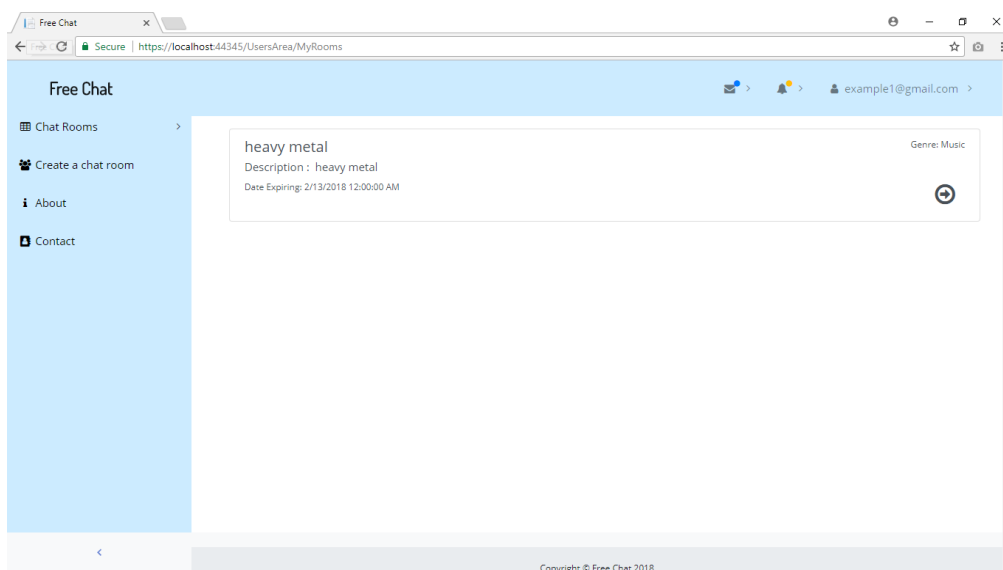 Free Chat
Secure | https://localhost:44345/UsersArea/MyRooms
Free Chat
example1@gmail.com
Chat Rooms
Create a chat room
About
Contact
heavy metal
Genre: Music
Description : heavy metal
Date Expiring: 2/13/2018 12:00:00 AM
Copyright © Free Chat 2018